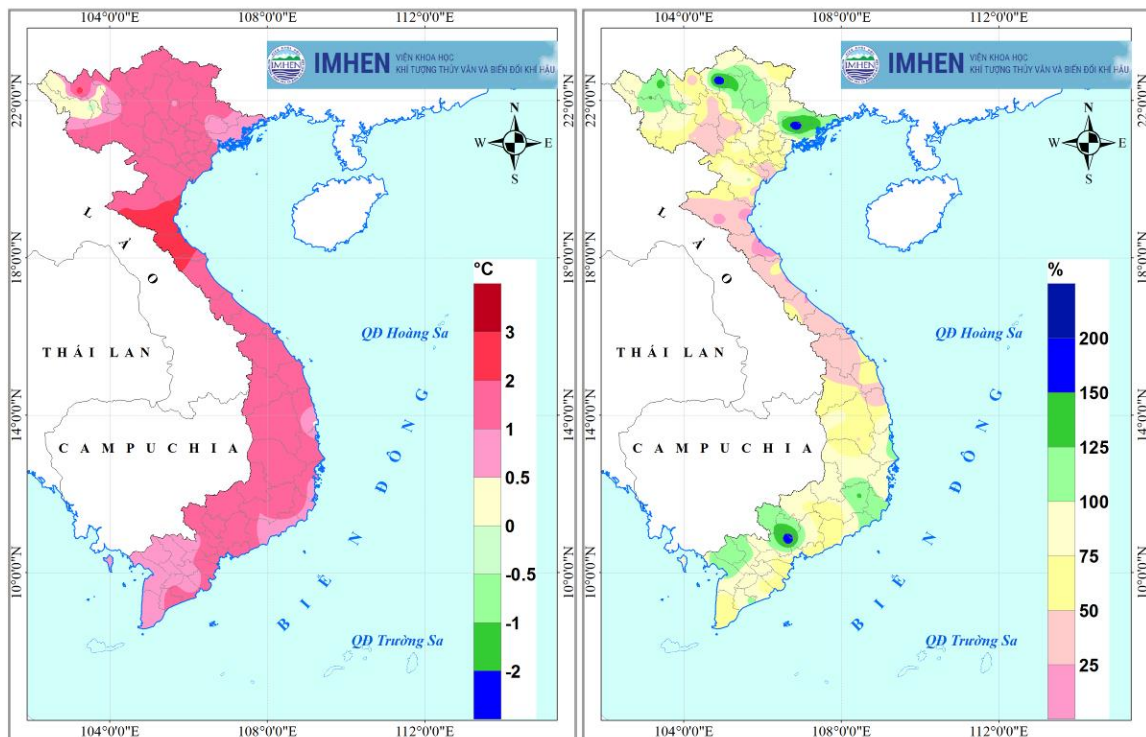 104°0'0"E 108°0'0"E 112°0'0"E
IMHEN VIỆN KHOA HỌC
KHÍ TƯỢNG THỦY VĂN VÀ BIẾN ĐỔI KHÍ HẬU
22°0'0"N
N
W E
S
LÀO
18°0'0"N
°C
3
2
1
0.5
0
-0.5
-1
-2
QĐ Hoàng Sa
THÁI LAN
14°0'0"N
CAMPUCHIA
BIỂN ĐÔNG
10°0'0"N
QĐ Trường Sa
104°0'0"E 108°0'0"E 112°0'0"E
104°0'0"E 108°0'0"E 112°0'0"E
IMHEN VIỆN KHOA HỌC
KHÍ TƯỢNG THỦY VĂN VÀ BIẾN ĐỔI KHÍ HẬU
22°0'0"N
N
W E
S
LÀO
18°0'0"N
%
200
150
125
100
75
50
25
QĐ Hoàng Sa
THÁI LAN
14°0'0"N
CAMPUCHIA
BIỂN ĐÔNG
10°0'0"N
QĐ Trường Sa
104°0'0"E 108°0'0"E 112°0'0"E